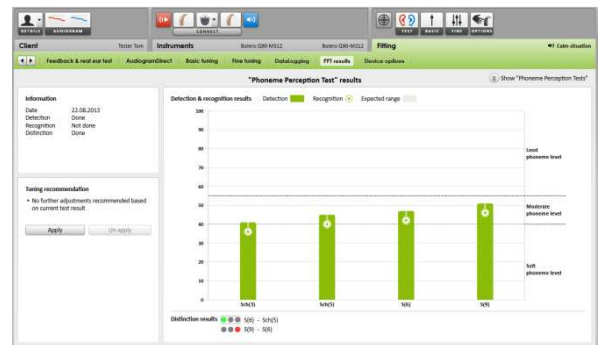 DETAILS AUDIOGRAM
CONNECT
TEST BASIC FINE OPTIONS
Client Tester Tom Instruments Bolero Q90-M312 Bolero Q90-M312 Fitting Calm situation
Feedback & real ear test AudiogramDirect Basic tuning Fine tuning DataLogging PPT results Device options
"Phoneme Perception Test" results
Show "Phoneme Perception Tests"
Information
Date 22.08.2013
Detection Done
Recognition Not done
Distinction Done
Tuning recommendation
• No further adjustments recommended based
on current test result
Apply Un apply
Detection & recognition results Detection Recognition Expected range
100
90
80
70
60
50
40
30
20
10
0
Loud
phoneme level
Moderate
phoneme level
Soft
phoneme level
Sch(3) Sch(5) S(6) S(9)
Distinction results S(6) - Sch(5)
S(9) - S(6)